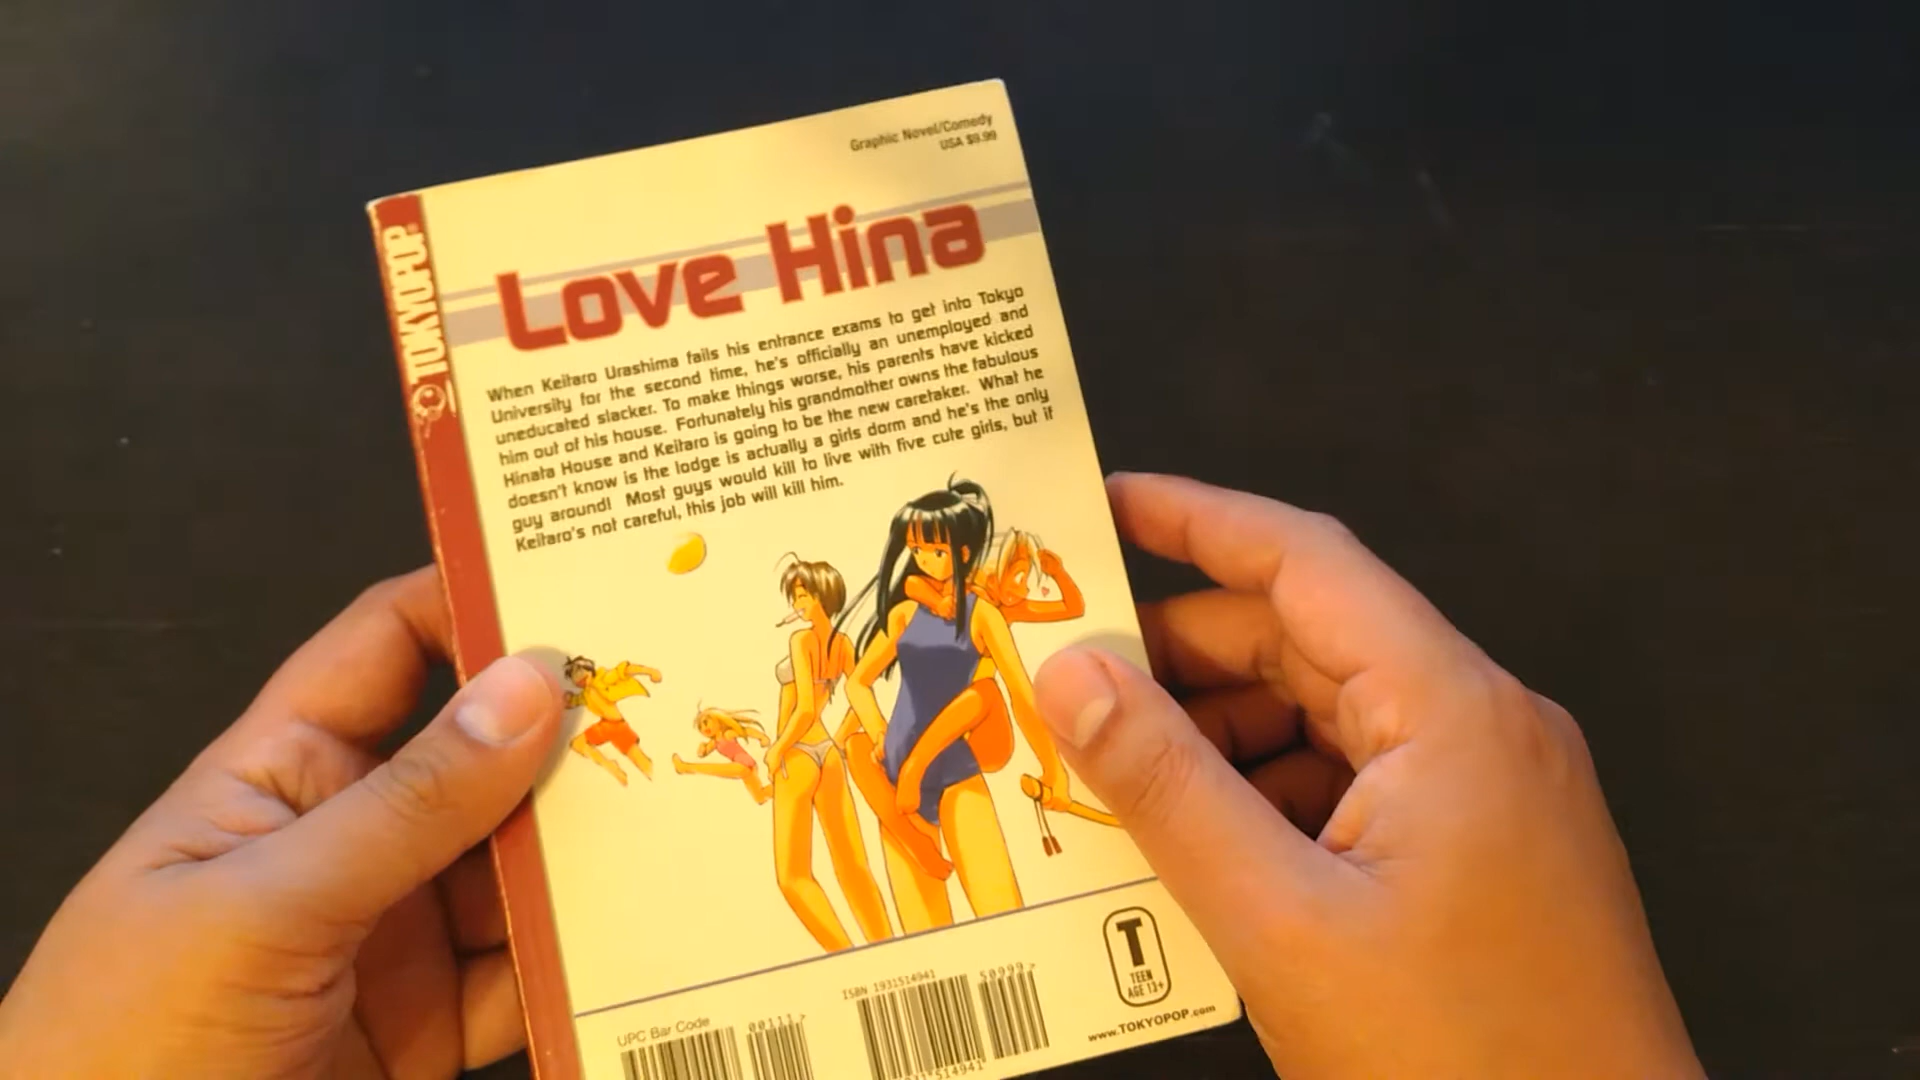 Graphic Novel/Comedy
USA $9.99
TOKYOPOP
Love Hina
When Keitaro Urashima fails his entrance exams to get into Tokyo
University for the second time, he's officially an unemployed and
uneducated slacker. To make things worse, his parents have kicked
him out of his house. Fortunately his grandmother owns the fabulous
Hinata House and Keitaro is going to be the new caretaker. What he
doesn't know is the lodge is actually a girls dorm and he's the only
guy around! Most guys would kill to live with five cute girls, but if
Keitaro's not careful, this job will kill him.
T
TEEN
AGE 13+
www.TOKYOPOP.com
ISBN 1931514941
50999>
UPC Bar Code
00111>
514941